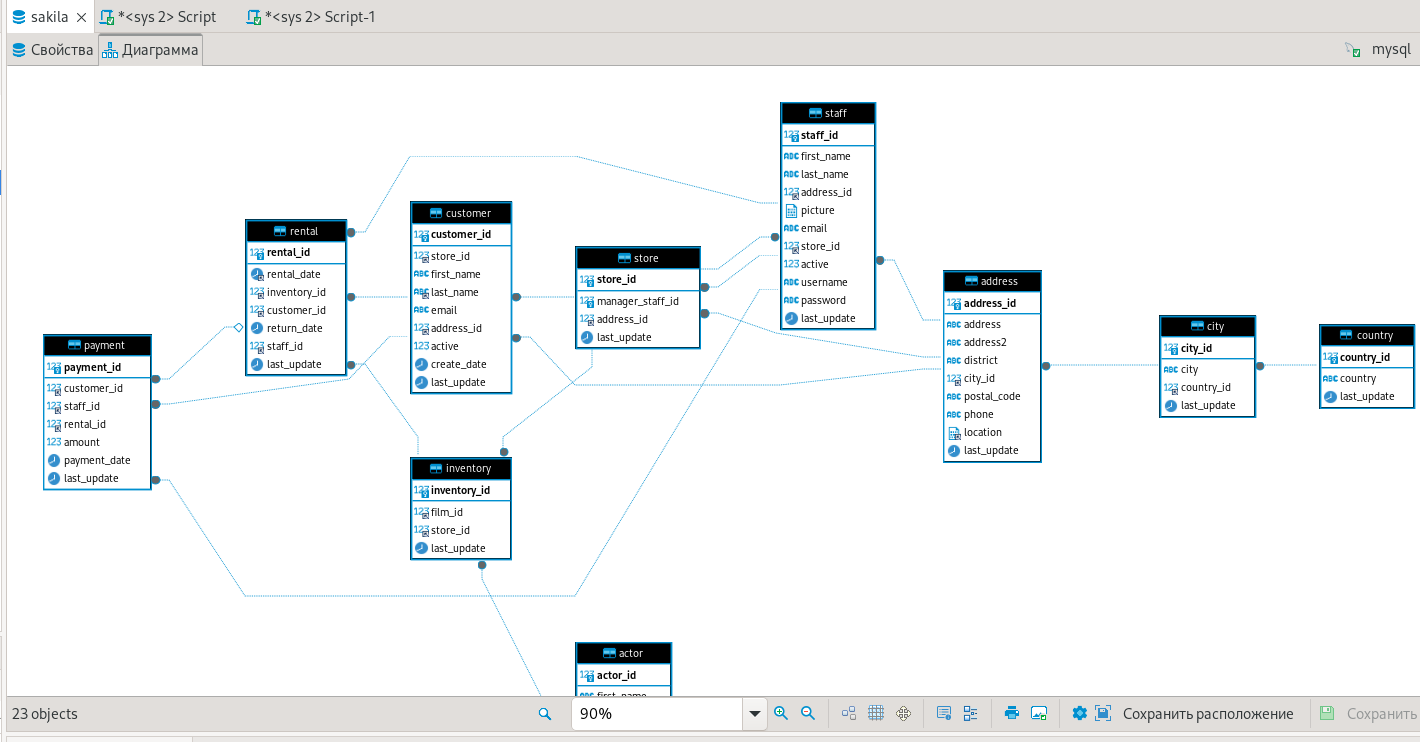 sakila
*<sys 2> Script
*<sys 2> Script-1
Свойства
Диаграмма
mysql
staff
staff_id
first_name
last_name
address_id
picture
email
store_id
active
username
password
last_update
customer
customer_id
store_id
first_name
last_name
email
address_id
active
create_date
last_update
rental
rental_id
rental_date
inventory_id
customer_id
return_date
staff_id
last_update
store
store_id
manager_staff_id
address_id
last_update
address
address_id
address
address2
district
city_id
postal_code
phone
location
last_update
city
city_id
city
country_id
last_update
country
country_id
country
last_update
payment
payment_id
customer_id
staff_id
rental_id
amount
payment_date
last_update
inventory
inventory_id
film_id
store_id
last_update
actor
actor_id
first_name
23 objects
90%
Сохранить расположение
Сохранить